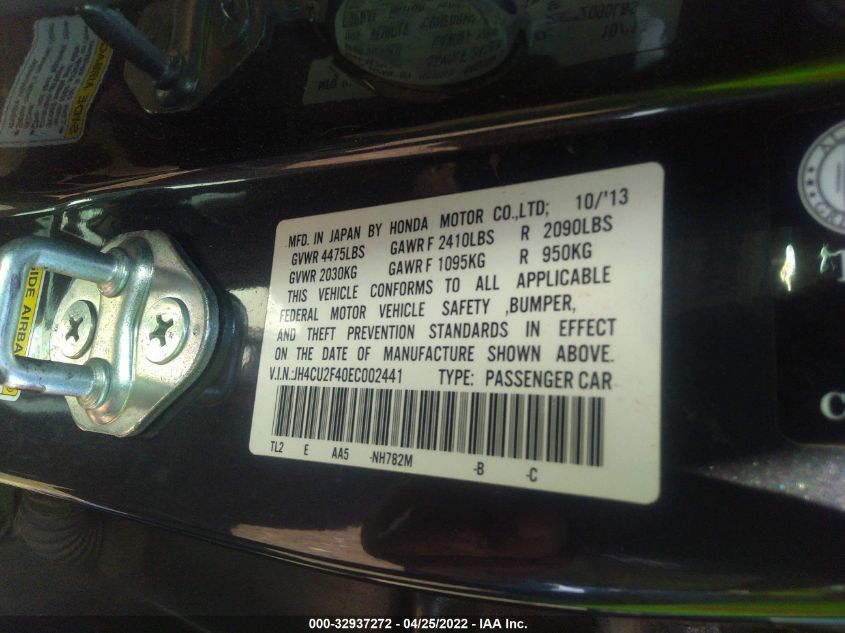 MFD. IN JAPAN BY HONDA MOTOR CO.,LTD; 10/'13
GVWR 4475LBS GAWR F 2410LBS R 2090LBS
GVWR 2030KG GAWR F 1095KG R 950KG
THIS VEHICLE CONFORMS TO ALL APPLICABLE
FEDERAL MOTOR VEHICLE SAFETY ,BUMPER,
AND THEFT PREVENTION STANDARDS IN EFFECT
ON THE DATE OF MANUFACTURE SHOWN ABOVE.
V.I.N.:JH4CU2F40EC002441 TYPE: PASSENGER CAR
TL2 E AA5 -NH782M -B -C
SIDE AIRBA
000-32937272 - 04/25/2022 - IAA Inc.